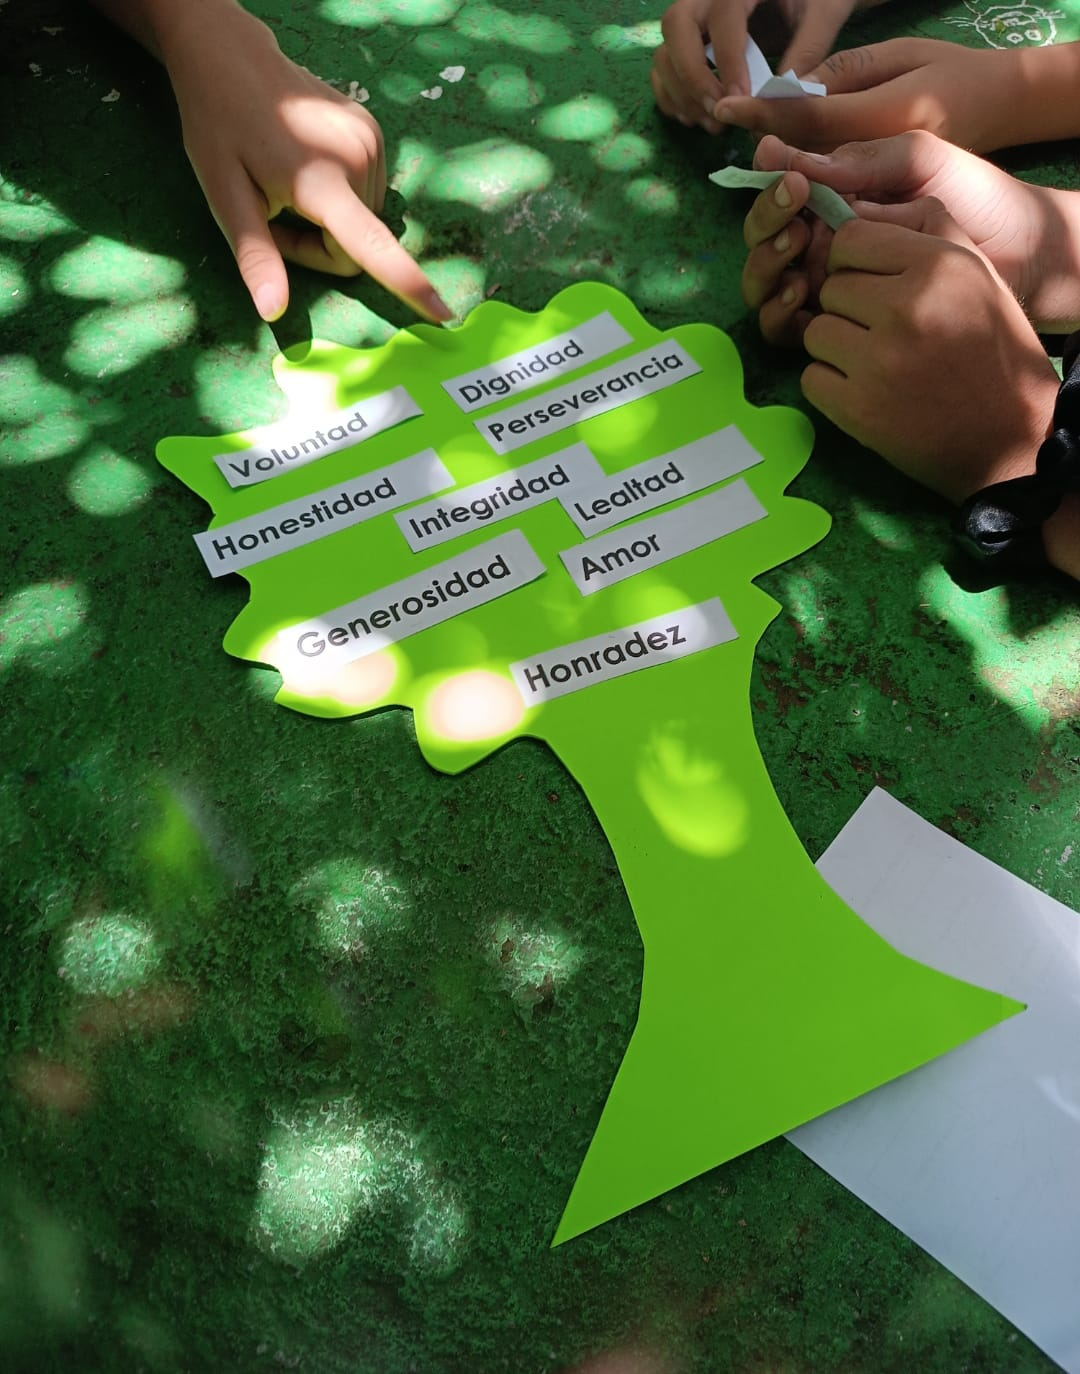 Dignidad
Perseverancia
Voluntad
Honestidad
Integridad
Lealtad
Generosidad
Amor
Honradez